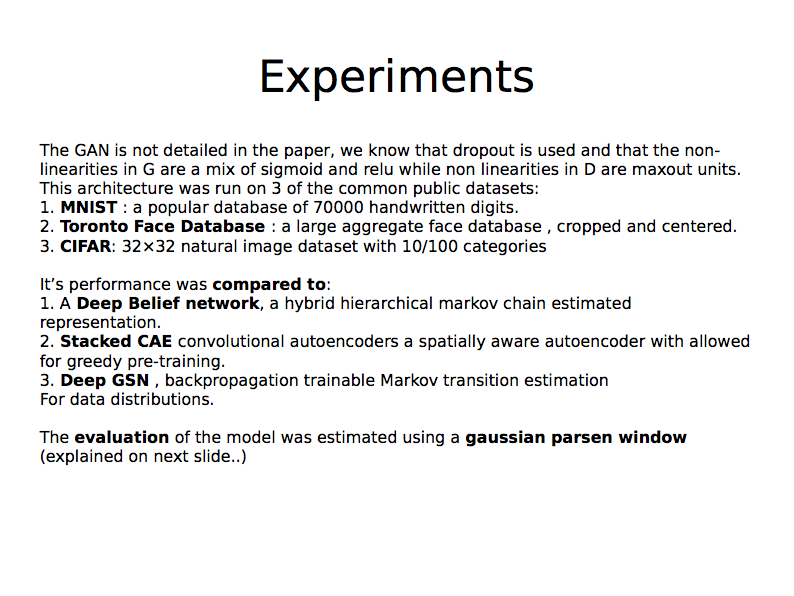 Experiments
The GAN is not detailed in the paper, we know that dropout is used and that the non-
linearities in G are a mix of sigmoid and relu while non linearities in D are maxout units.
This architecture was run on 3 of the common public datasets:
1. MNIST : a popular database of 70000 handwritten digits.
2. Toronto Face Database : a large aggregate face database , cropped and centered.
3. CIFAR: 32×32 natural image dataset with 10/100 categories
It’s performance was compared to:
1. A Deep Belief network, a hybrid hierarchical markov chain estimated
representation.
2. Stacked CAE convolutional autoencoders a spatially aware autoencoder with allowed
for greedy pre-training.
3. Deep GSN , backpropagation trainable Markov transition estimation
For data distributions.
The evaluation of the model was estimated using a gaussian parsen window
(explained on next slide..)